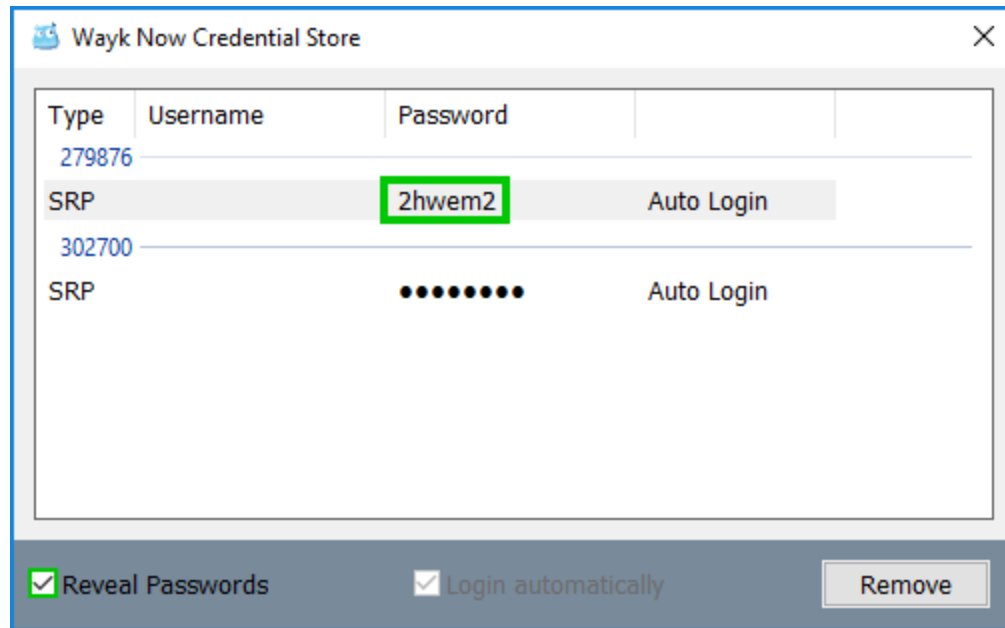 Wayk Now Credential Store
Type Username Password
279876
SRP 2hwem2 Auto Login
302700
SRP ●●●●●●●● Auto Login
Reveal Passwords Login automatically Remove